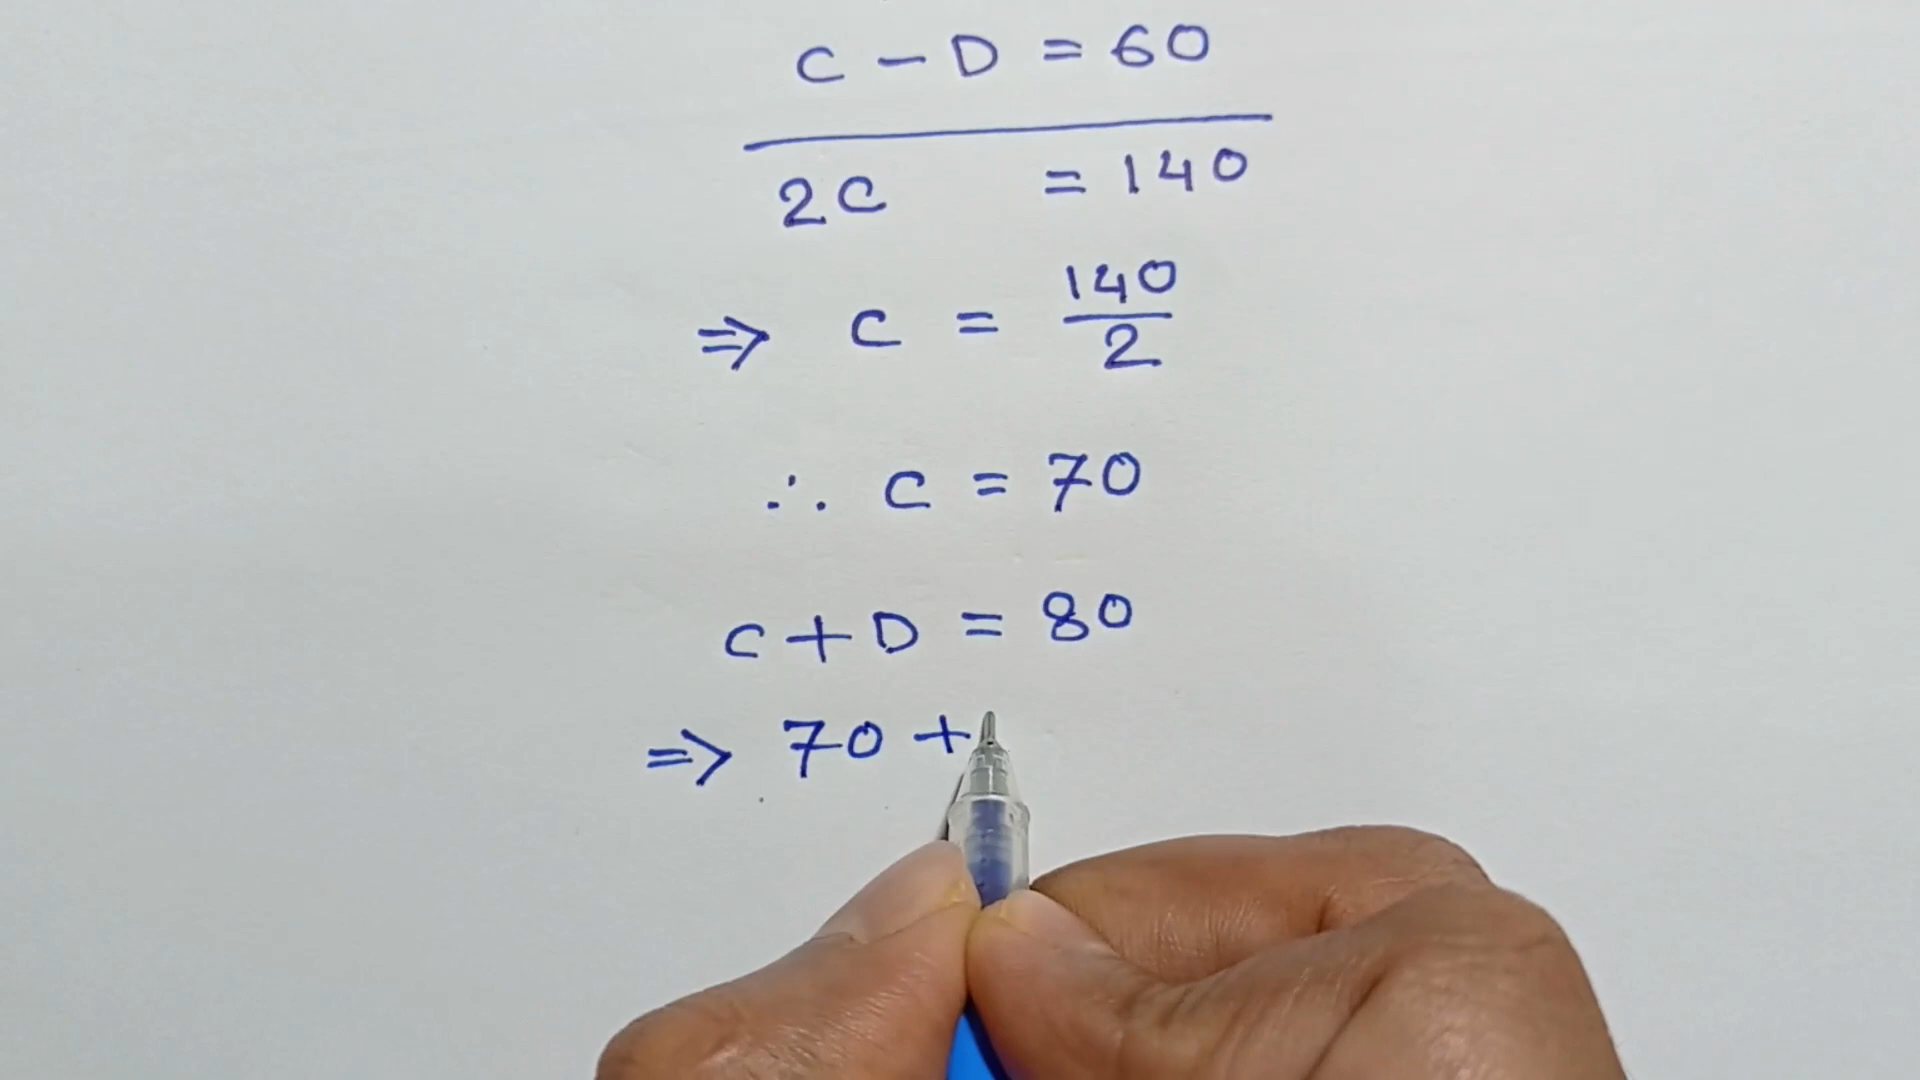 C - D = 60
2C = 140
⇒ C = 140/2
∴ C = 70
C + D = 80
⇒ 70 +